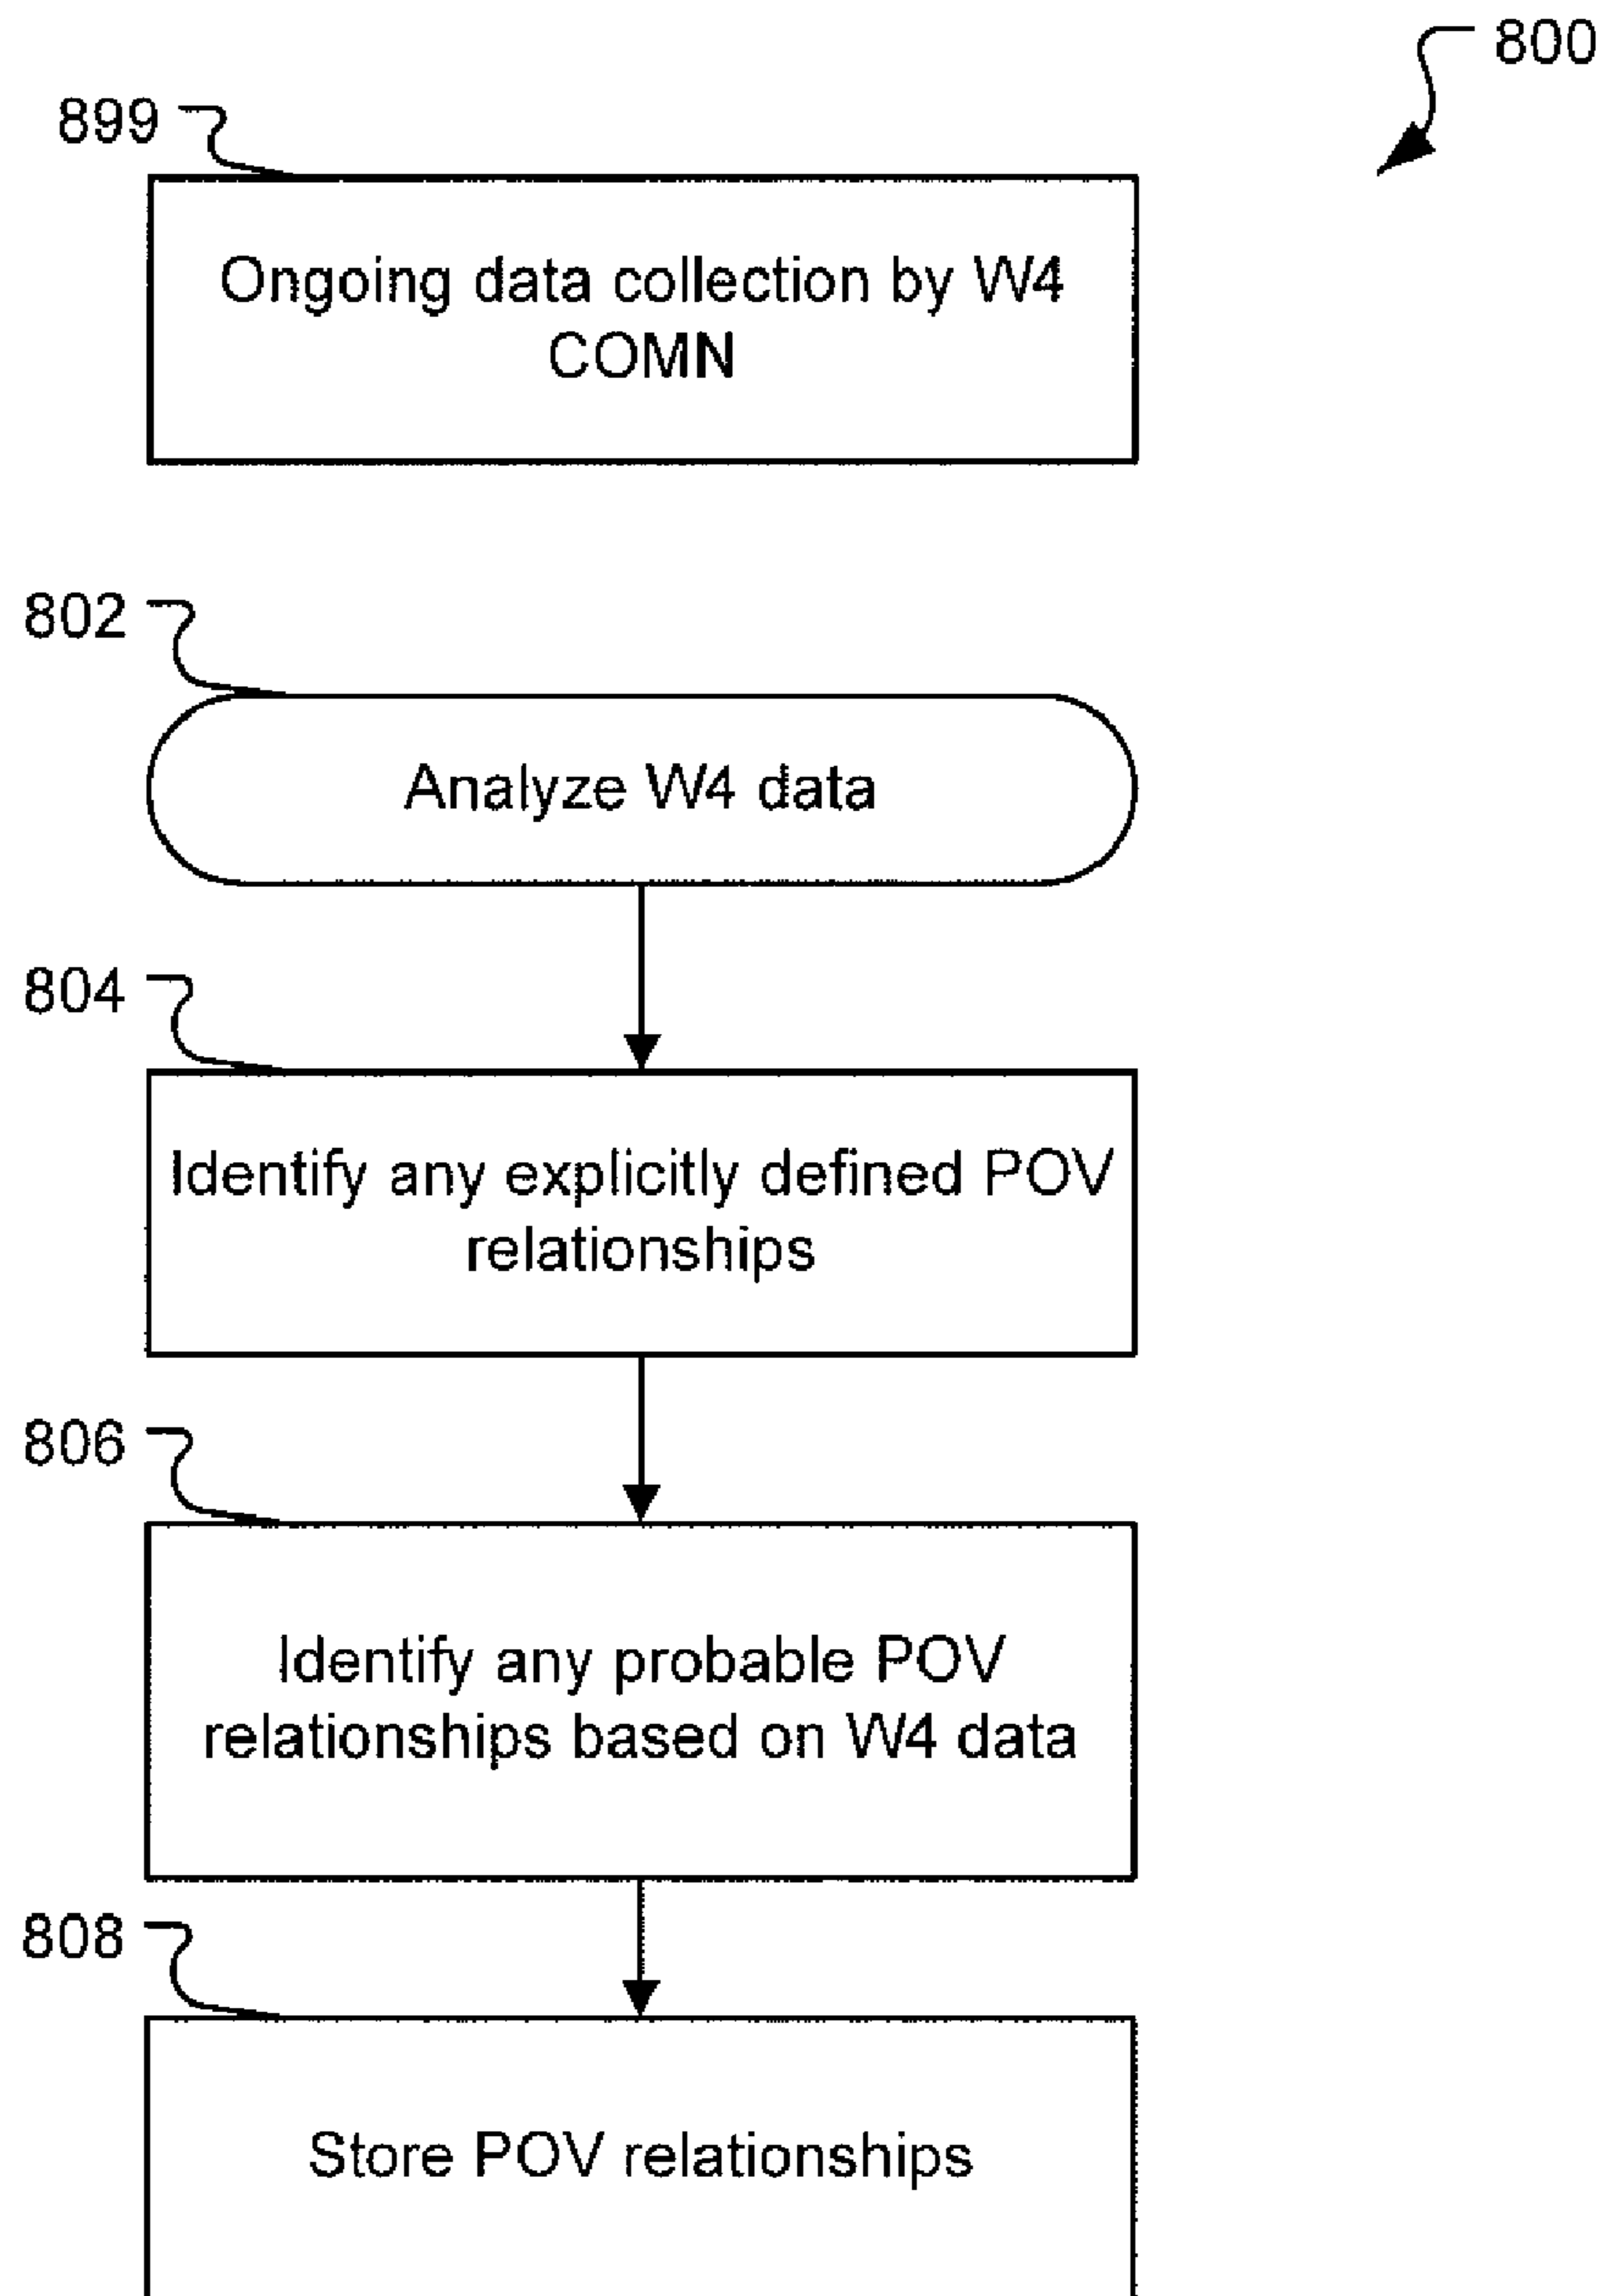 800
899
Ongoing data collection by W4
COMN
802
Analyze W4 data
804
Identify any explicitly defined POV
relationships
806
Identify any probable POV
relationships based on W4 data
808
Store POV relationships